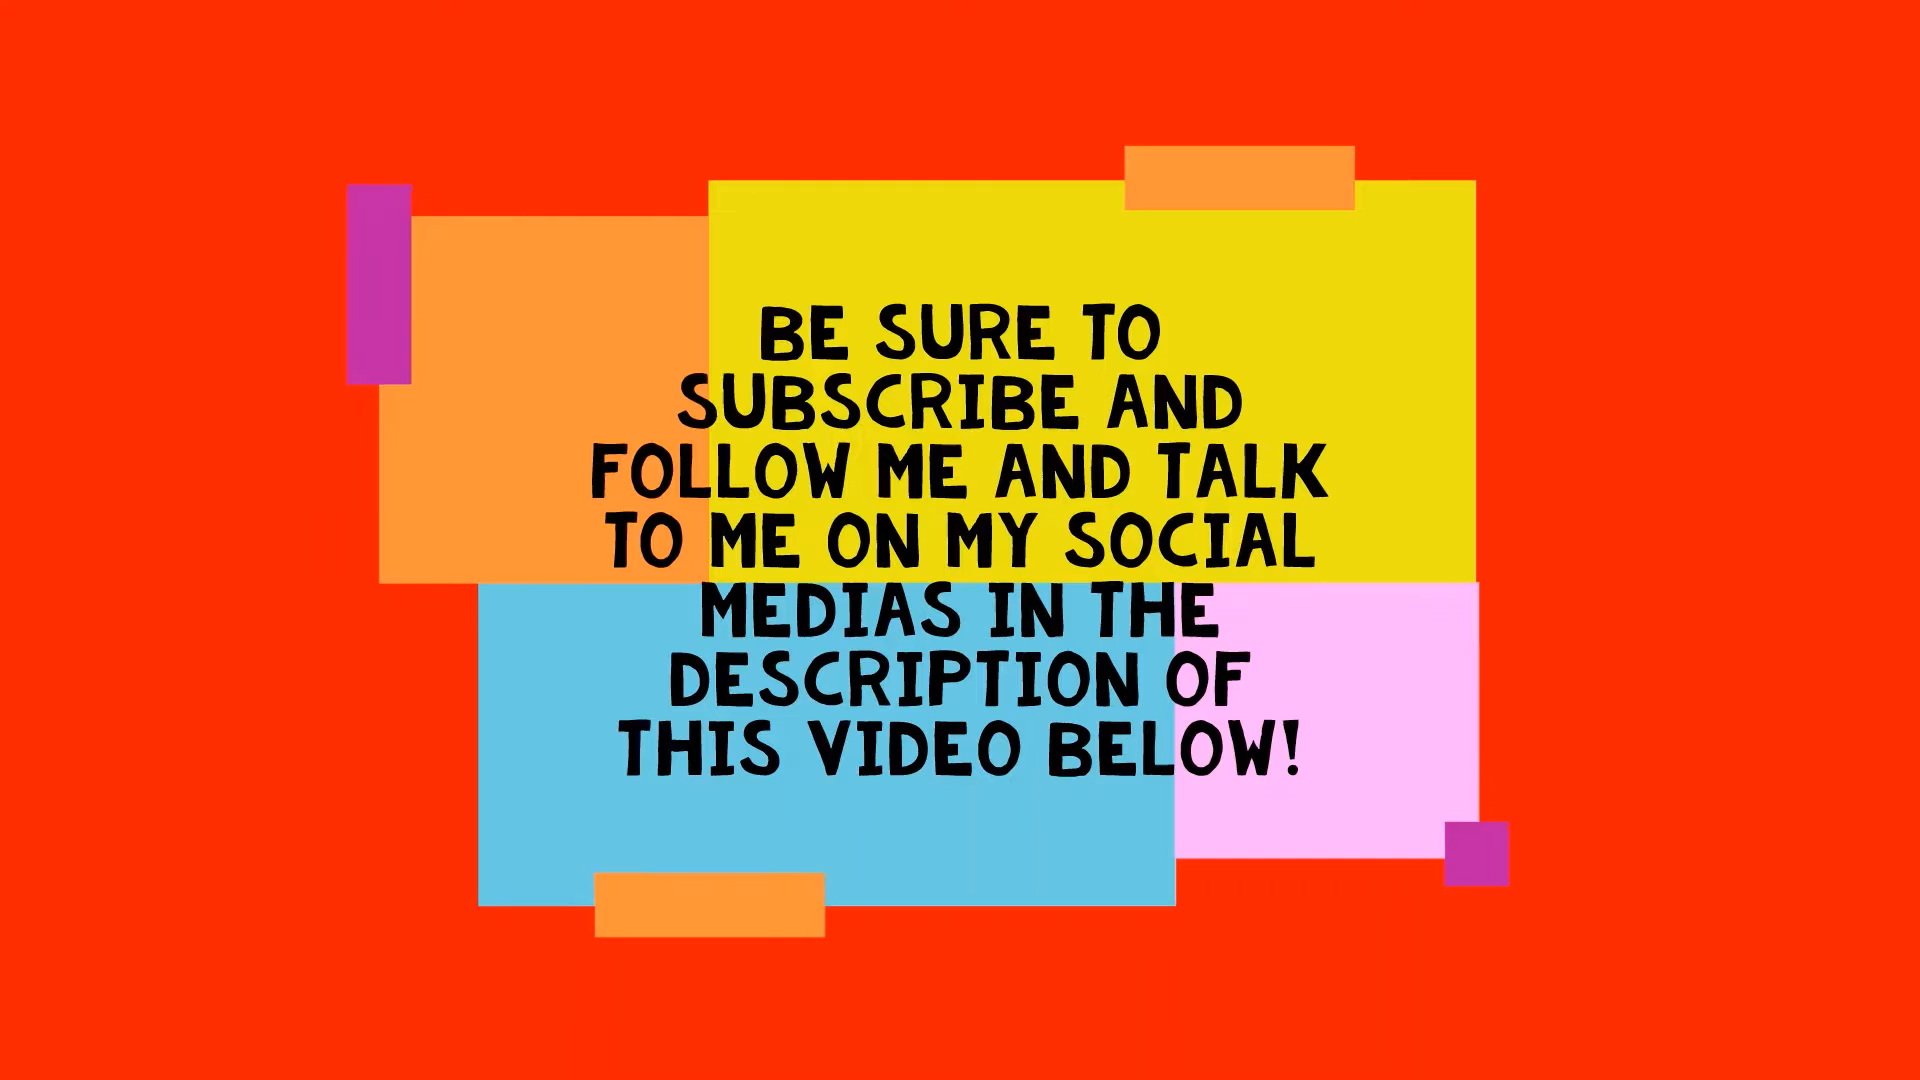 BE SURE TO
SUBSCRIBE AND
FOLLOW ME AND TALK
TO ME ON MY SOCIAL
MEDIAS IN THE
DESCRIPTION OF
THIS VIDEO BELOW!